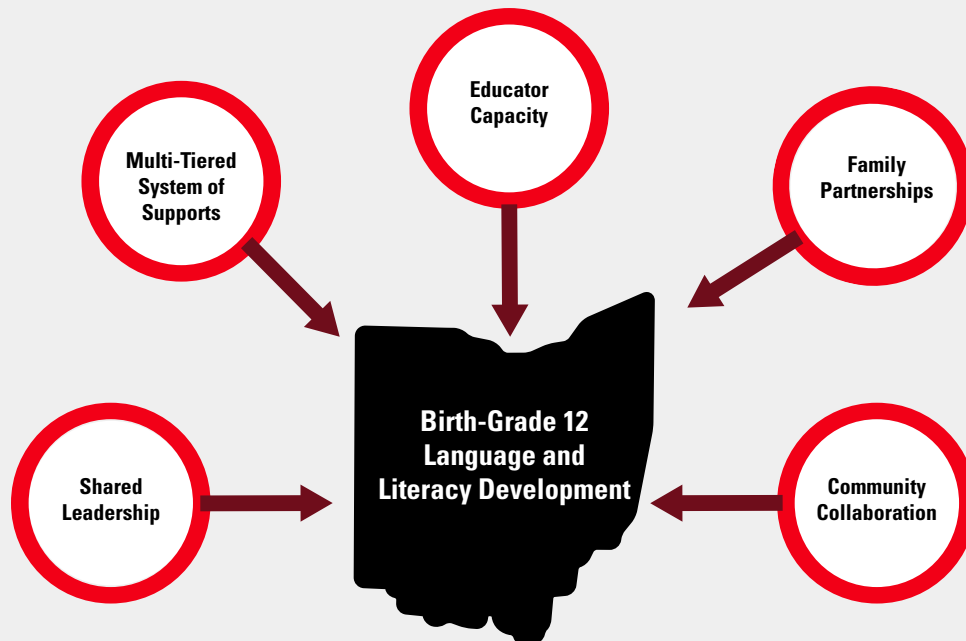 Educator
Capacity
Multi-Tiered
System of
Supports
Family
Partnerships
Birth-Grade 12
Language and
Literacy Development
Shared
Leadership
Community
Collaboration